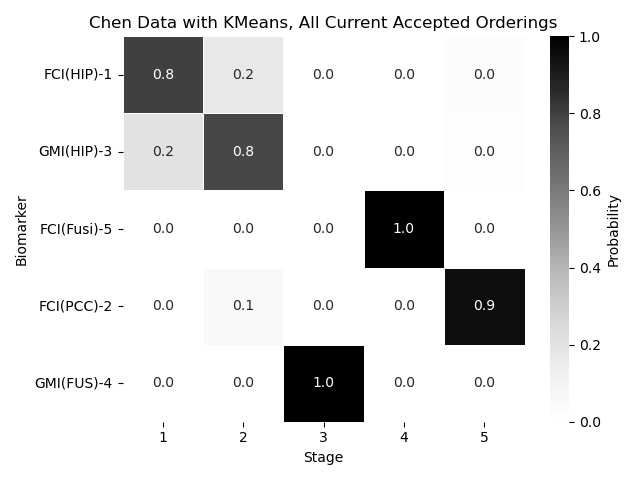 Chen Data with KMeans, All Current Accepted Orderings
FCI(HIP)-1 0.8 0.2 0.0 0.0 0.0
GMI(HIP)-3 0.2 0.8 0.0 0.0 0.0
FCI(Fusi)-5 0.0 0.0 0.0 1.0 0.0
FCI(PCC)-2 0.0 0.1 0.0 0.0 0.9
GMI(FUS)-4 0.0 0.0 1.0 0.0 0.0
1 2 3 4 5
Stage
Biomarker
1.0
0.8
0.6
0.4
0.2
0.0
Probability